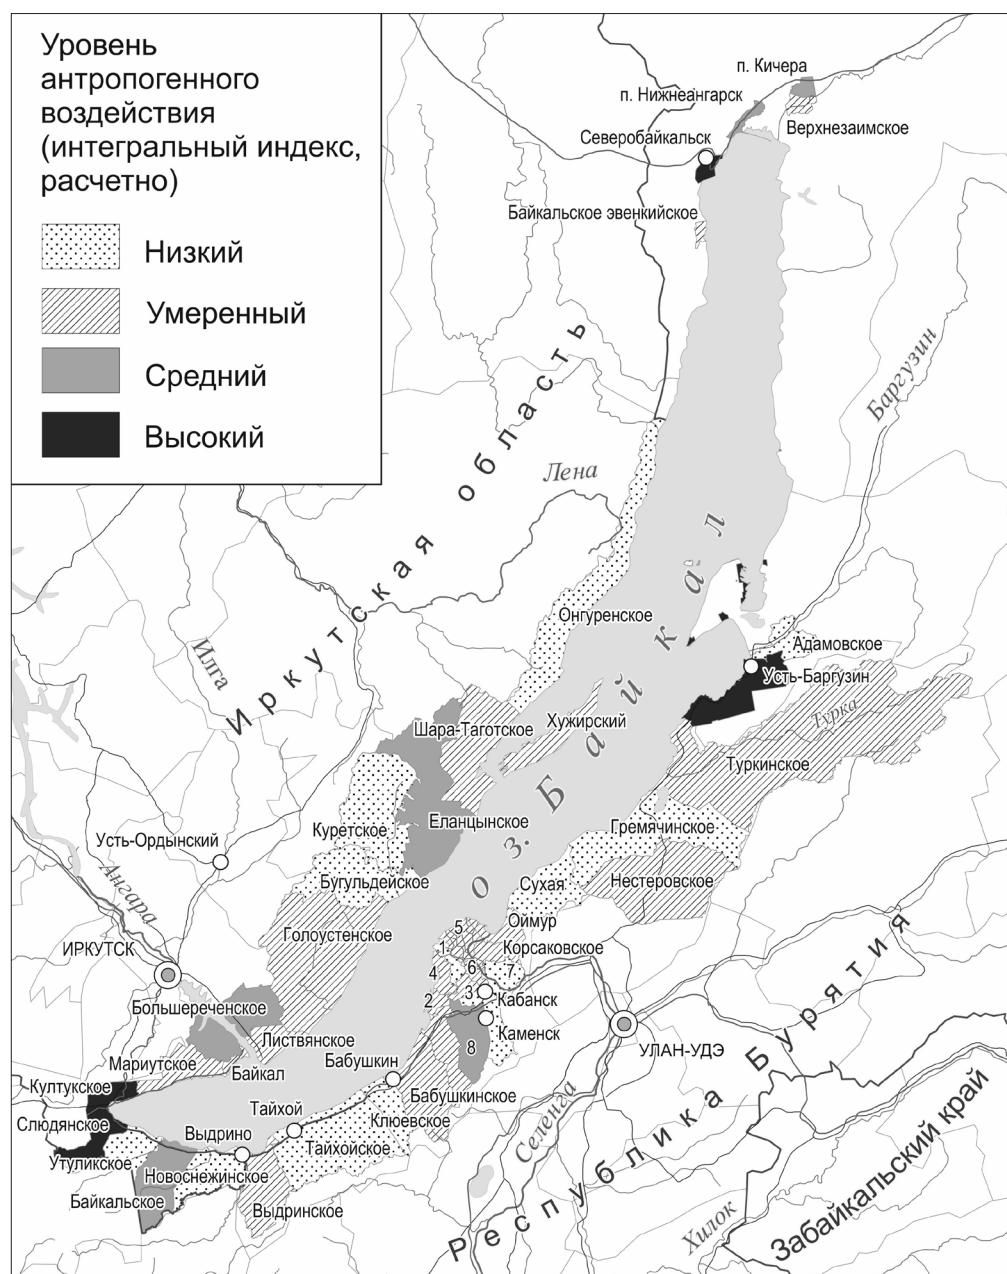 Уровень
антропогенного
воздействия
(интегральный индекс,
расчетно)
Низкий
Умеренный
Средний
Высокий
п. Кичера
п. Нижнеангарск
Верхнезаимское
Северобайкальск
Байкальское эвенкийское
Баргузин
Иркутская область
Лена
Илга
оз. Байкал
Онгуренское
Адамовское
Усть-Баргузин
Турка
Шара-Таготское
Хужирский
Туркинское
Куретское
Еланцынское
Гремячинское
Усть-Ордынский
Ангара
Бугульдейское
Сухая
Нестеровское
Голоустенское
Оймур
5
1
Корсаковское
ИРКУТСК
4
6
7
2
3
Кабанск
Большереченское
Листвянское
Каменск
8
УЛАН-УДЭ
Мариутское
Байкал
Бабушкин
Култукское
Бабушкинское
Слюдянское
Танхой
Клюевское
Выдрино
Танхойское
Утуликское
Новоснежинское
Байкальское
Выдринское
Селенга
Республика Бурятия
Хилок
Забайкальский край